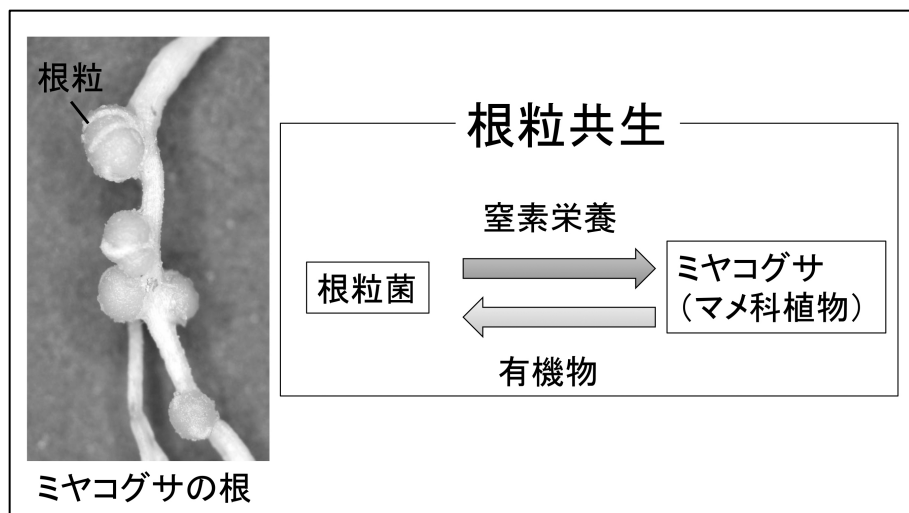 根粒
ミヤコグサの根
根粒共生
窒素栄養
根粒菌
ミヤコグサ
（マメ科植物）
有機物